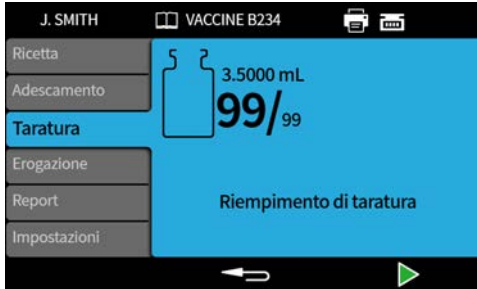 J. SMITH VACCINE B234
Ricetta
Adescamento
Taratura
Erogazione
Report
Impostazioni
3.5000 mL
99/99
Riempimento di taratura